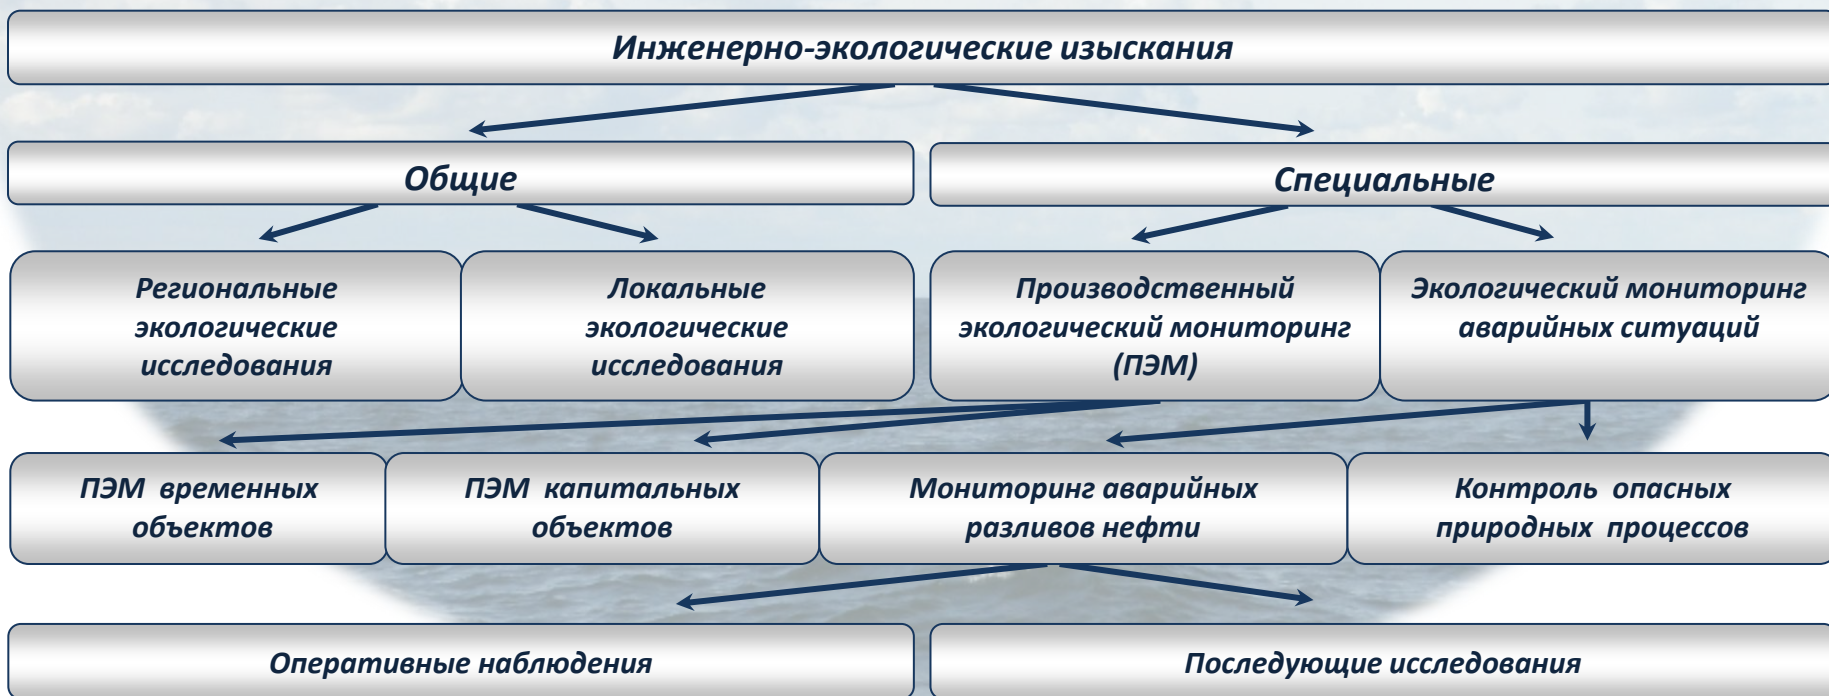 Инженерно-экологические изыскания
Общие
Специальные
Региональные
экологические
исследования
Локальные
экологические
исследования
Производственный
экологический мониторинг
(ПЭМ)
Экологический мониторинг
аварийных ситуаций
ПЭМ временных
объектов
ПЭМ капитальных
объектов
Мониторинг аварийных
разливов нефти
Контроль опасных
природных процессов
Оперативные наблюдения
Последующие исследования